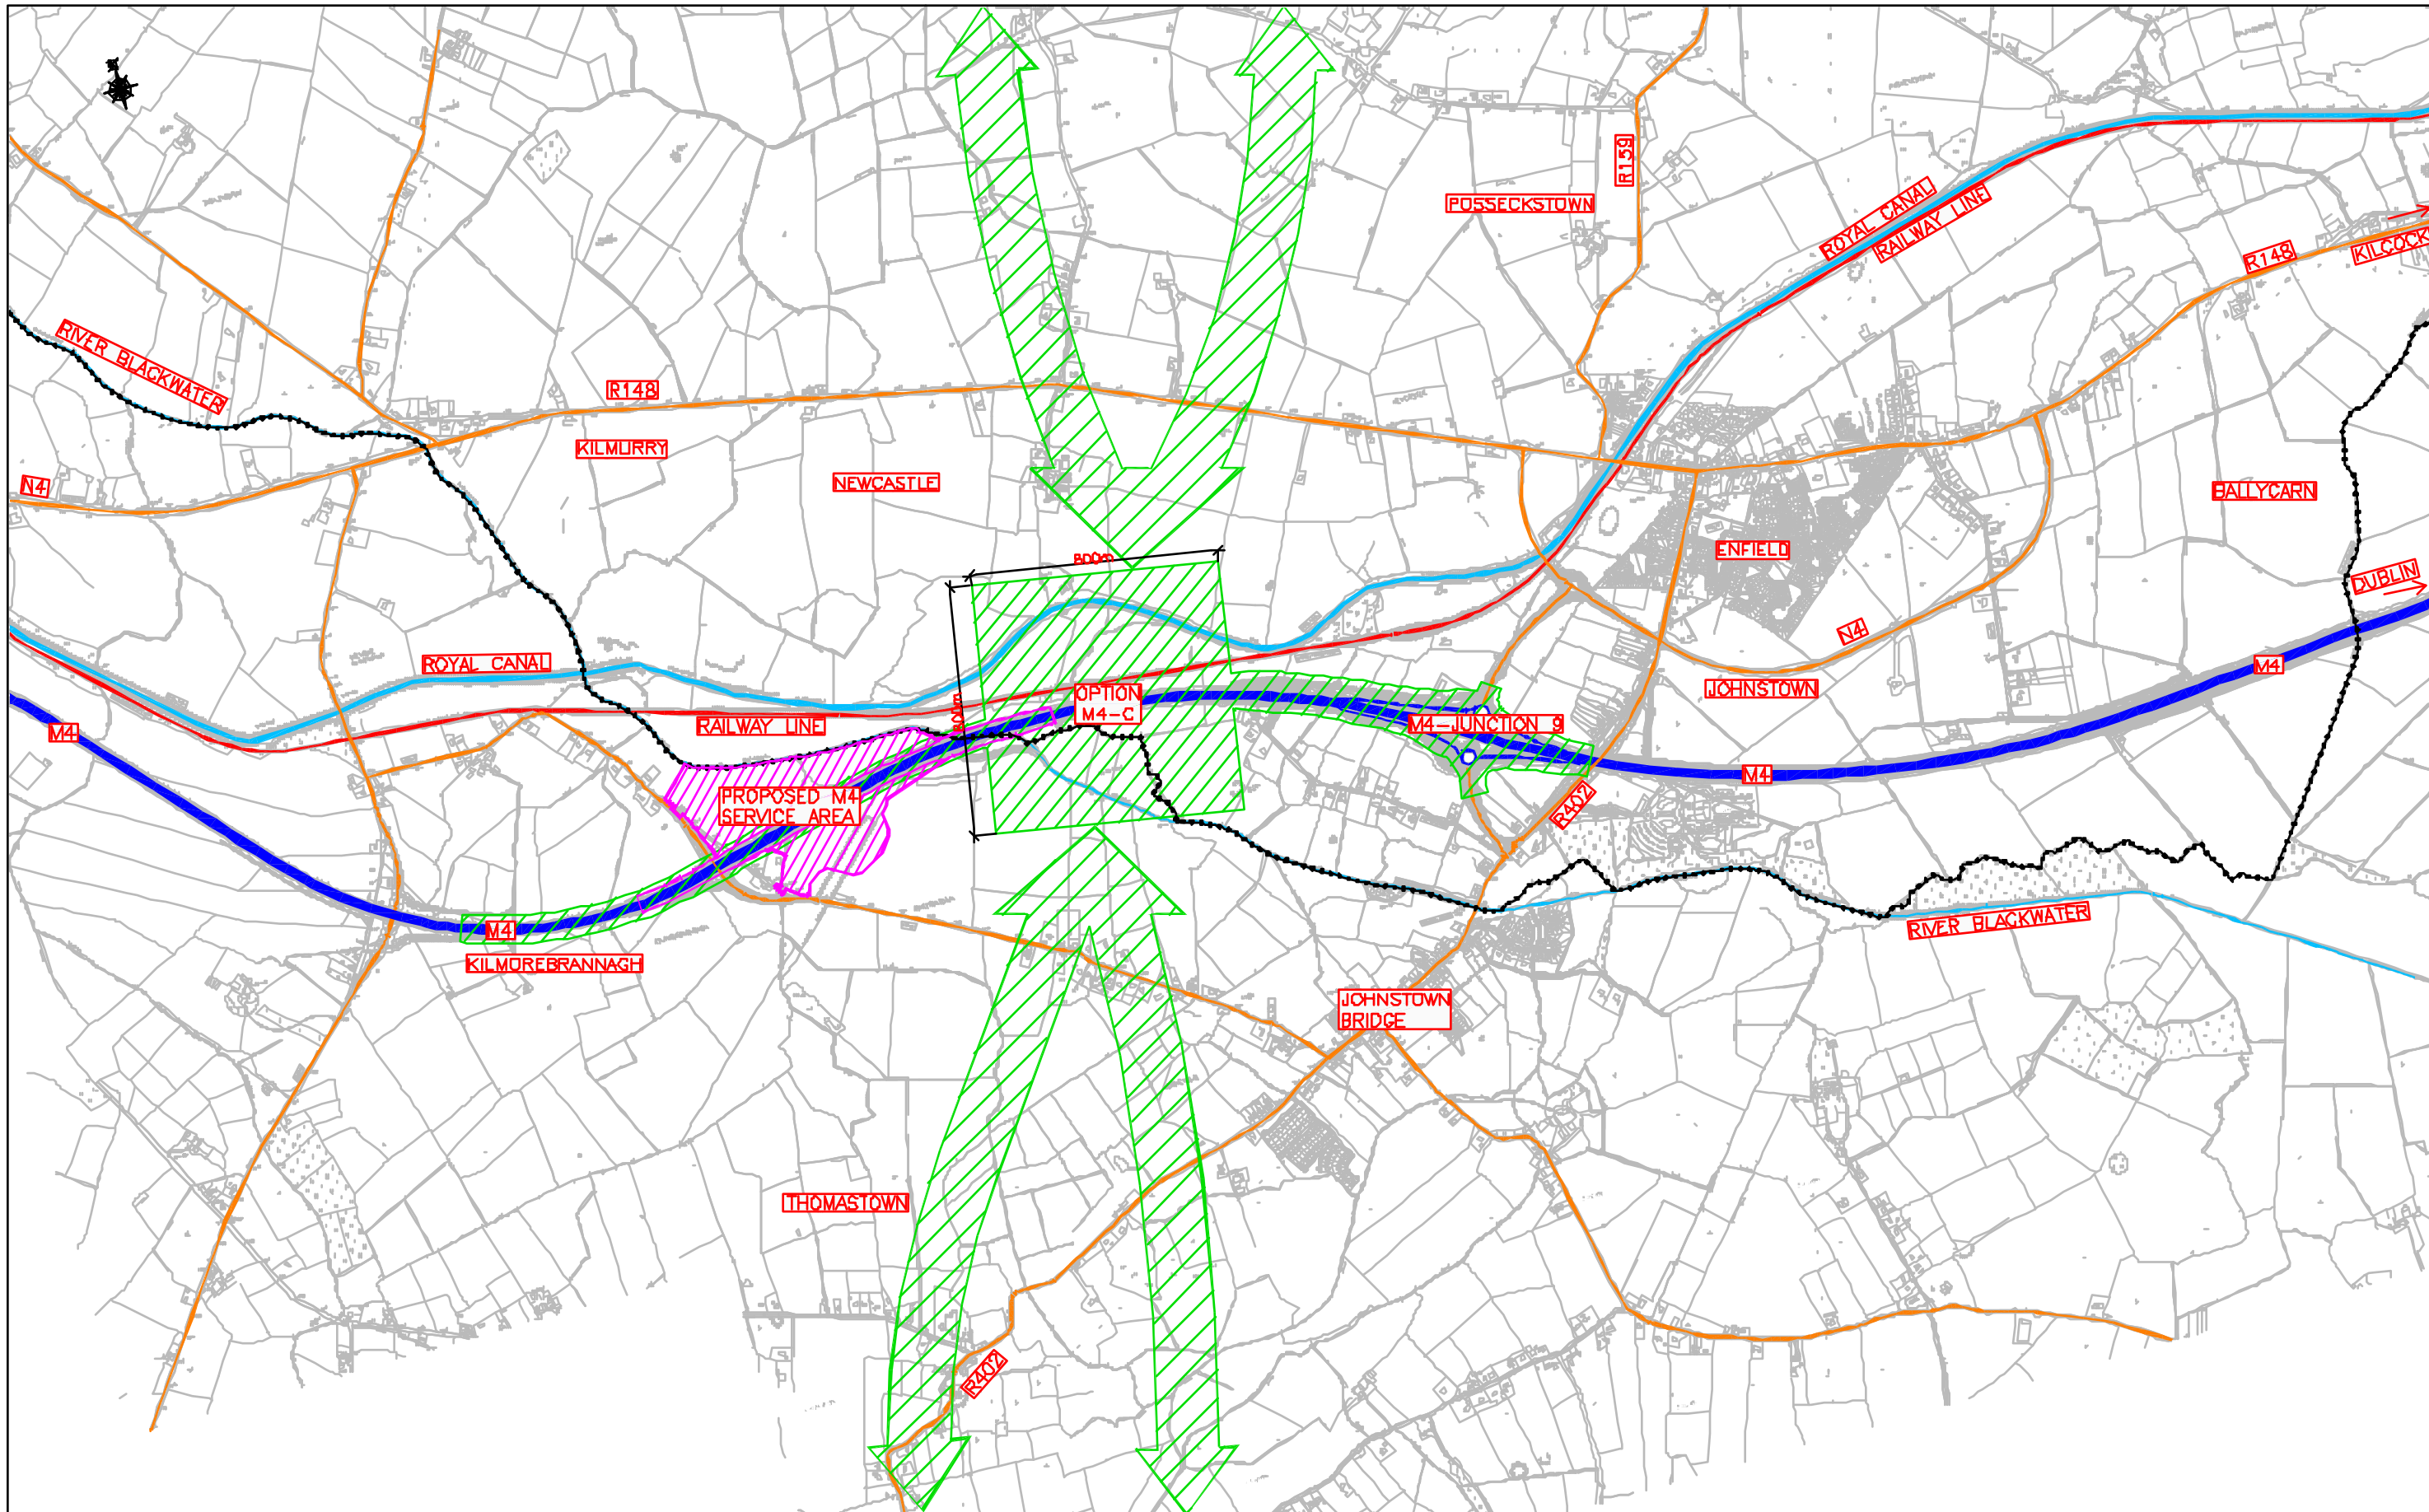 R159
POSSECKSTOWN
ROYAL CANAL
RAILWAY LINE
R148
KILCOCK
RIVER BLACKWATER
R148
KILMURRY
NEWCASTLE
N4
BALLYCARN
ENFIELD
DUBLIN
800m
N4
ROYAL CANAL
JOHNSTOWN
M4
OPTION
M4-C
M4-JUNCTION 9
RAILWAY LINE
M4
800m
M4
PROPOSED M4
SERVICE AREA
R402
RIVER BLACKWATER
M4
KILMOREBRANNAGH
JOHNSTOWN
BRIDGE
THOMASTOWN
R402